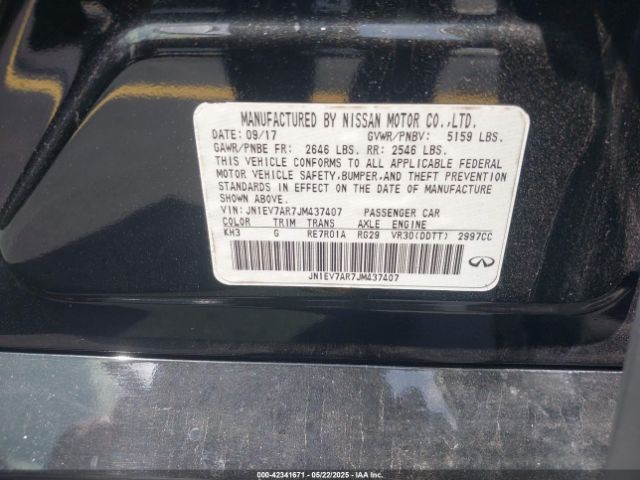 MANUFACTURED BY NISSAN MOTOR CO.,LTD.
DATE: 09/17 GVWR/PNBV: 5159 LBS.
GAWR/PNBE FR: 2646 LBS. RR: 2546 LBS.
THIS VEHICLE CONFORMS TO ALL APPLICABLE FEDERAL
MOTOR VEHICLE SAFETY,BUMPER,AND THEFT PREVENTION
STANDARDS IN EFFECT ON THE DATE OF MANUFACTURE
SHOWN ABOVE.
VIN: JN1EV7AR7JM437407 PASSENGER CAR
COLOR TRIM TRANS AXLE ENGINE
KH3 G RE7R01A RG29 VR30(DDTT) 2997CC
JN1EV7AR7JM437407
INFINITI
000-42341671 - 05/22/2025 - COPYRIGHT IAA, LLC.